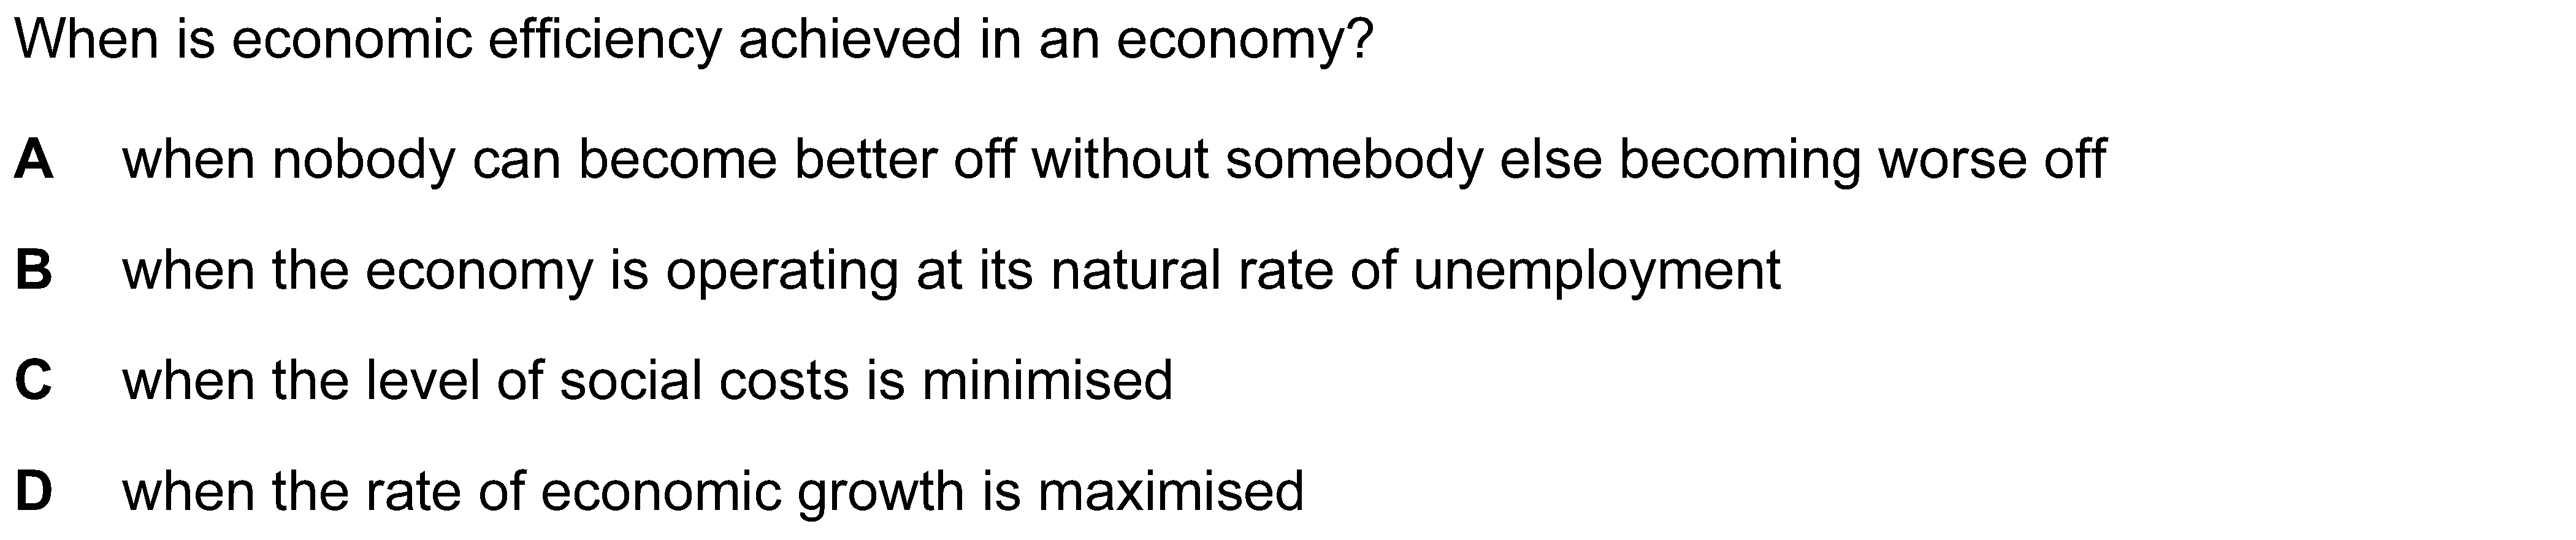 When is economic efficiency achieved in an economy?
A when nobody can become better off without somebody else becoming worse off
B when the economy is operating at its natural rate of unemployment
C when the level of social costs is minimised
D when the rate of economic growth is maximised